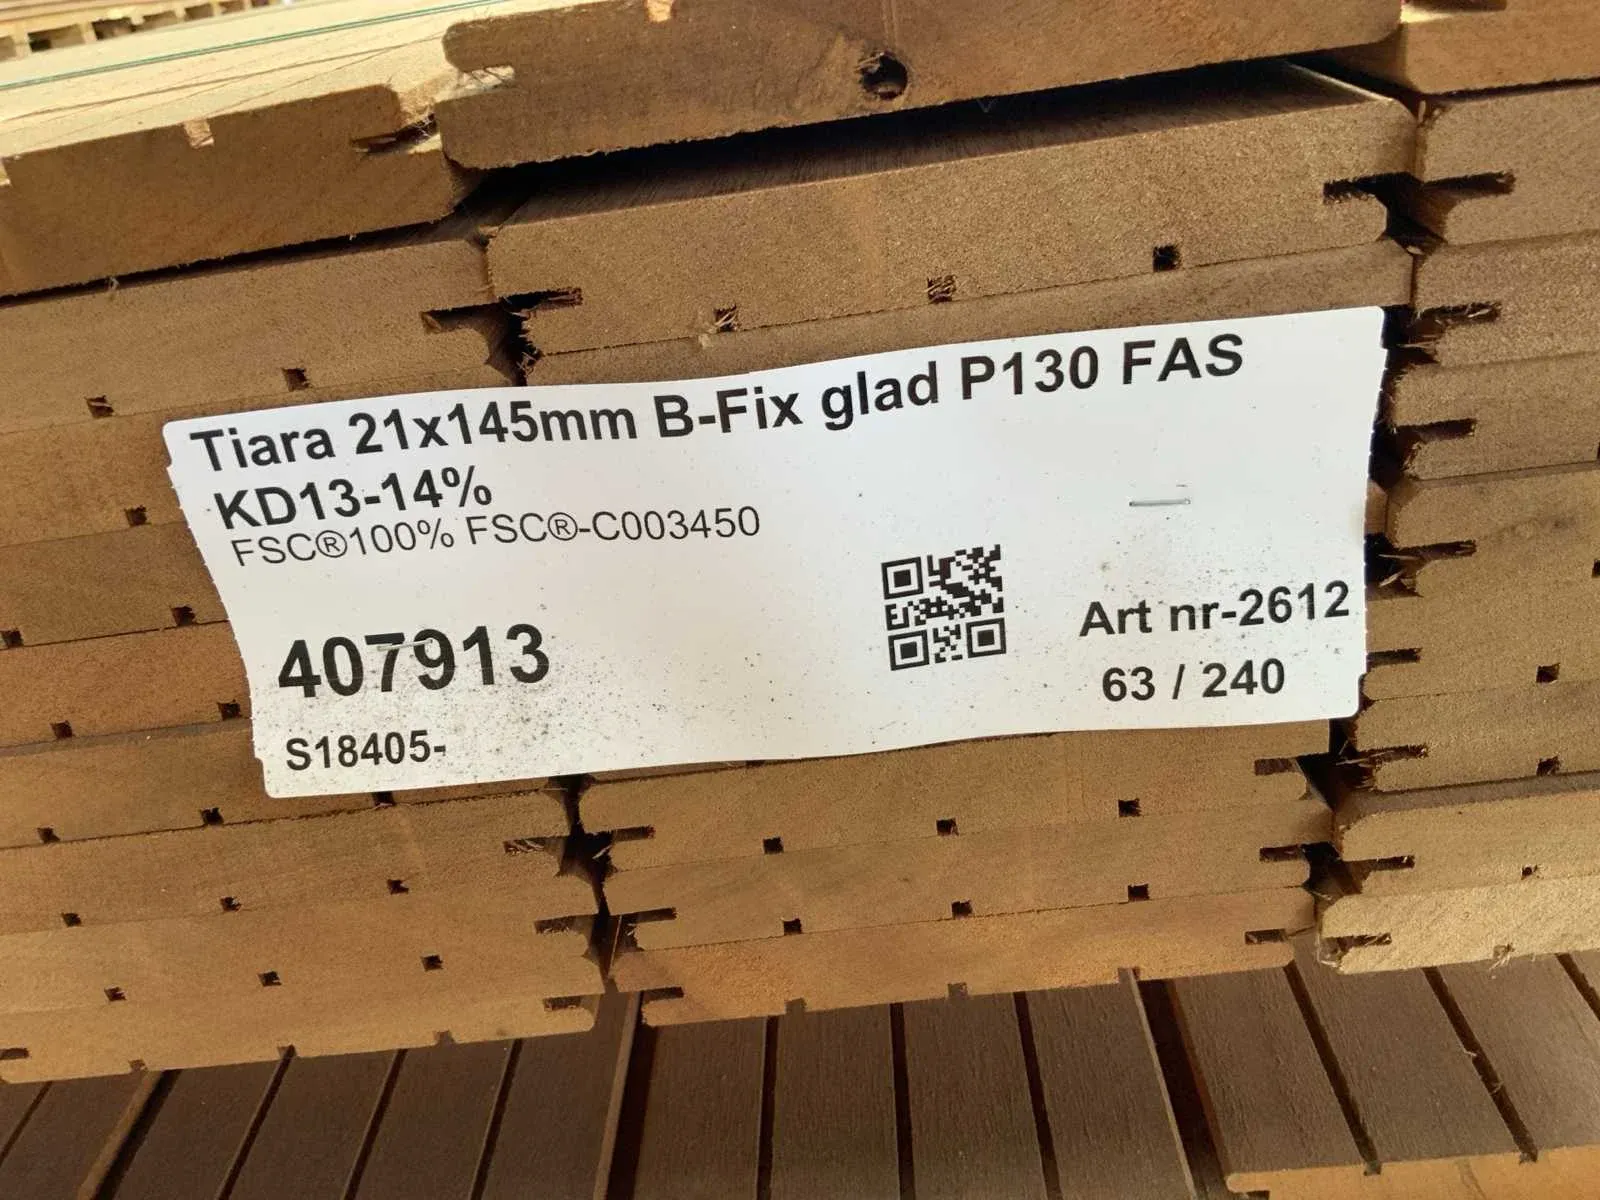 Tiara 21x145mm B-Fix glad P130 FAS
KD13-14%
FSC®100% FSC®-C003450
407913
Art nr-2612
63 / 240
S18405-